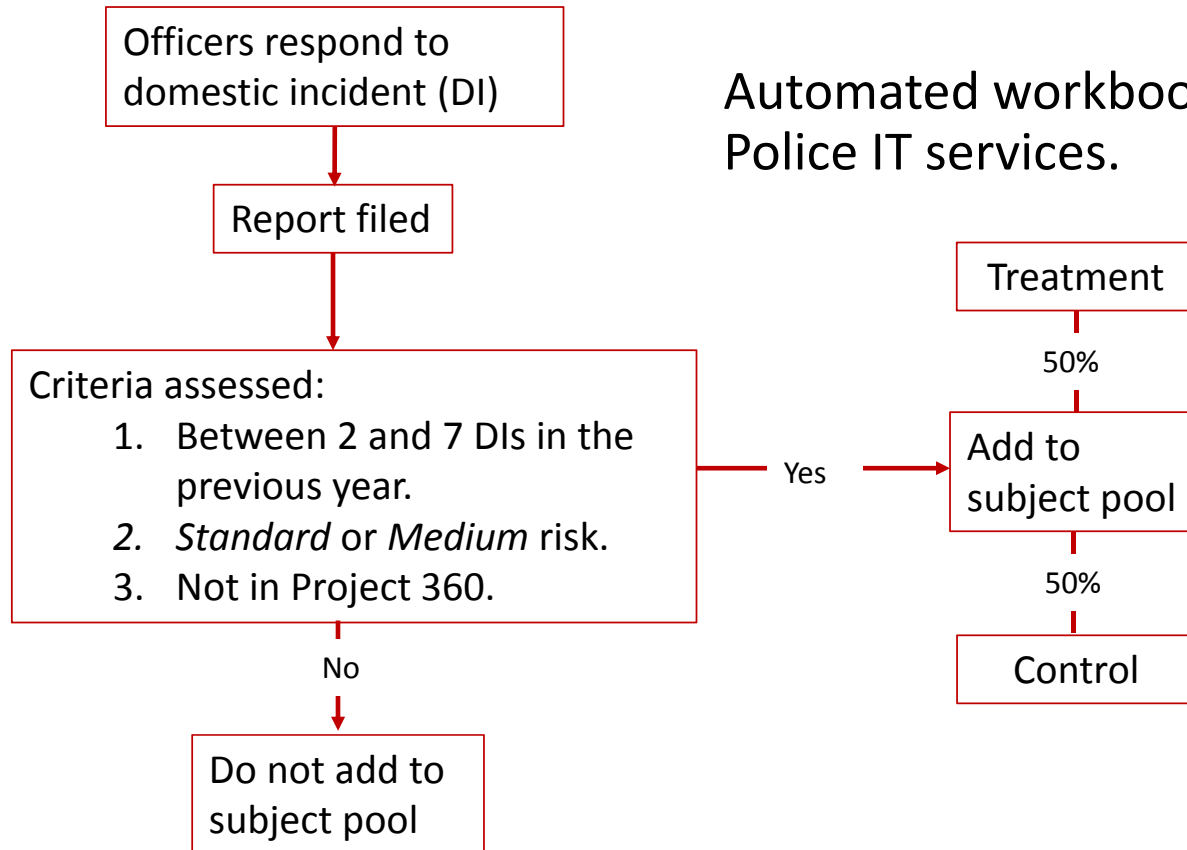 Officers respond to
domestic incident (DI)
Automated workboo
Police IT services.
Report filed
Treatment
50%
Criteria assessed:
1. Between 2 and 7 DIs in the
previous year.
2. Standard or Medium risk.
3. Not in Project 360.
Yes
Add to
subject pool
50%
Control
No
Do not add to
subject pool